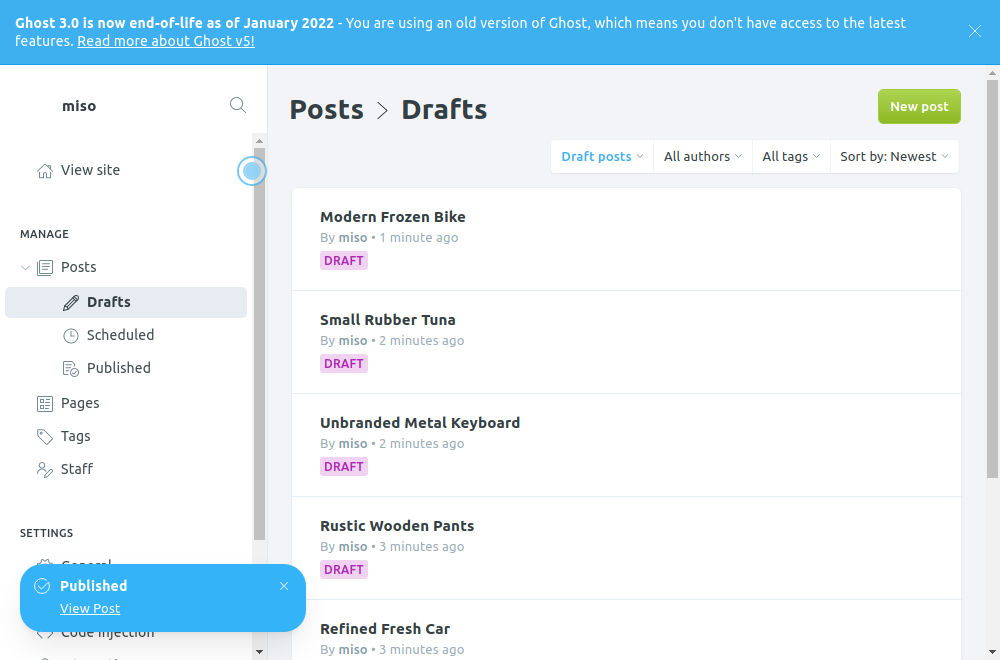 Ghost 3.0 is now end-of-life as of January 2022 - You are using an old version of Ghost, which means you don't have access to the latest
features. Read more about Ghost v5!
miso
View site
MANAGE
Posts
Drafts
Scheduled
Published
Pages
Tags
Staff
SETTINGS
General
Code injection
Published
View Post
Posts > Drafts
New post
Draft posts
All authors
All tags
Sort by: Newest
Modern Frozen Bike
By miso • 1 minute ago
DRAFT
Small Rubber Tuna
By miso • 2 minutes ago
DRAFT
Unbranded Metal Keyboard
By miso • 2 minutes ago
DRAFT
Rustic Wooden Pants
By miso • 3 minutes ago
DRAFT
Refined Fresh Car
By miso • 3 minutes ago